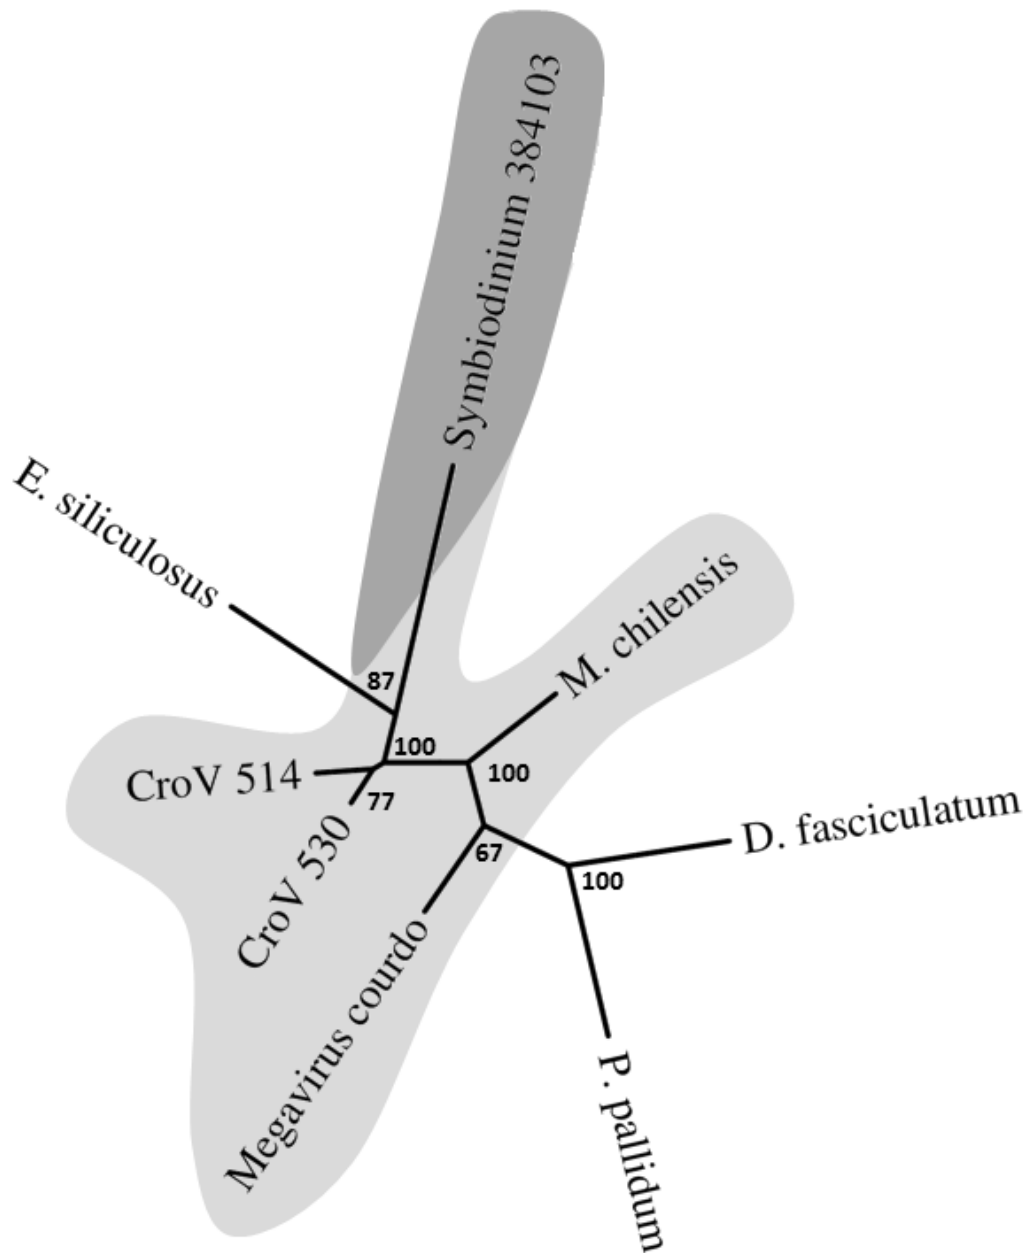 Symbiodinium 384103
E. siliculosus
M. chilensis
87
100
CroV 514
100
77
CroV 530
D. fasciculatum
67
100
Megavirus courdo
P. pallidum